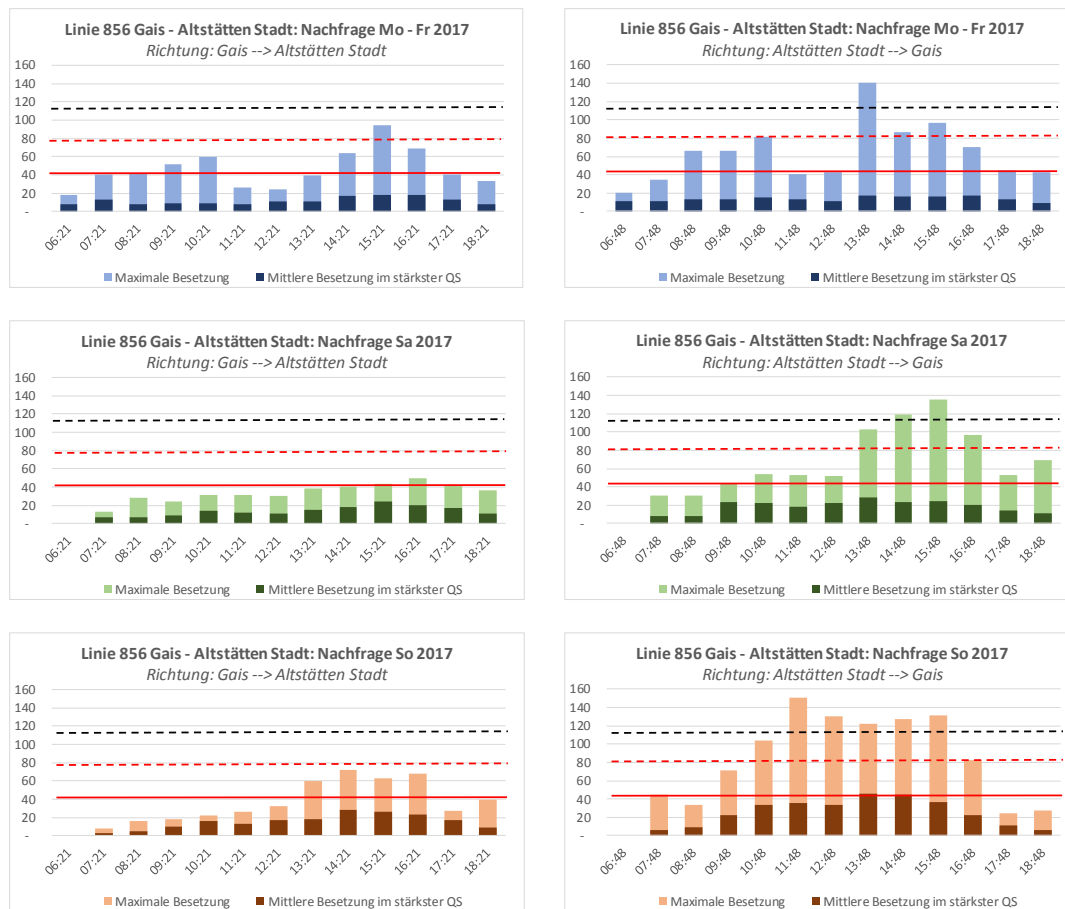 Linie 856 Gais - Altstätten Stadt: Nachfrage Mo - Fr 2017
Richtung: Gais --> Altstätten Stadt
160
140
120
100
80
60
40
20
-
06:21 07:21 08:21 09:21 10:21 11:21 12:21 13:21 14:21 15:21 16:21 17:21 18:21
Maximale Besetzung Mittlere Besetzung im stärkster QS
Linie 856 Gais - Altstätten Stadt: Nachfrage Mo - Fr 2017
Richtung: Altstätten Stadt --> Gais
160
140
120
100
80
60
40
20
-
06:48 07:48 08:48 09:48 10:48 11:48 12:48 13:48 14:48 15:48 16:48 17:48 18:48
Maximale Besetzung Mittlere Besetzung im stärkster QS
Linie 856 Gais - Altstätten Stadt: Nachfrage Sa 2017
Richtung: Gais --> Altstätten Stadt
160
140
120
100
80
60
40
20
-
06:21 07:21 08:21 09:21 10:21 11:21 12:21 13:21 14:21 15:21 16:21 17:21 18:21
Maximale Besetzung Mittlere Besetzung im stärkster QS
Linie 856 Gais - Altstätten Stadt: Nachfrage Sa 2017
Richtung: Altstätten Stadt --> Gais
160
140
120
100
80
60
40
20
-
06:48 07:48 08:48 09:48 10:48 11:48 12:48 13:48 14:48 15:48 16:48 17:48 18:48
Maximale Besetzung Mittlere Besetzung im stärkster QS
Linie 856 Gais - Altstätten Stadt: Nachfrage So 2017
Richtung: Gais --> Altstätten Stadt
160
140
120
100
80
60
40
20
-
06:21 07:21 08:21 09:21 10:21 11:21 12:21 13:21 14:21 15:21 16:21 17:21 18:21
Maximale Besetzung Mittlere Besetzung im stärkster QS
Linie 856 Gais - Altstätten Stadt: Nachfrage So 2017
Richtung: Altstätten Stadt --> Gais
160
140
120
100
80
60
40
20
-
06:48 07:48 08:48 09:48 10:48 11:48 12:48 13:48 14:48 15:48 16:48 17:48 18:48
Maximale Besetzung Mittlere Besetzung im stärkster QS